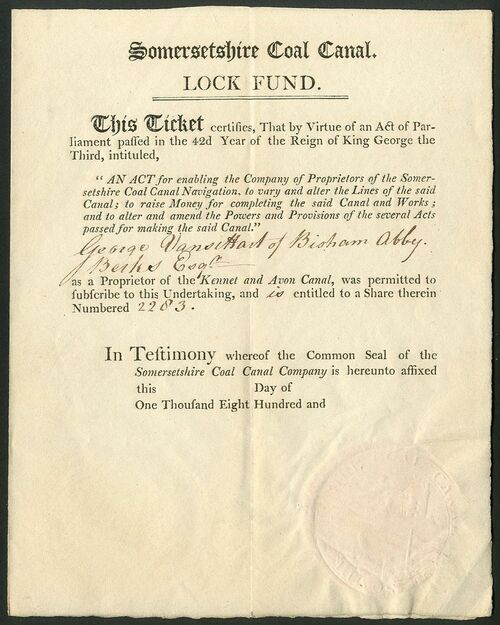 Somersetshire Coal Canal.
LOCK FUND.
This Ticket certifies, That by Virtue of an Act of Par-
liament paſſed in the 42d Year of the Reign of King George the
Third, intituled,
" AN ACT for enabling the Company of Proprietors of the Somer-
setshire Coal Canal Navigation, to vary and alter the Lines of the said
Canal; to raise Money for completing the said Canal and Works;
and to alter and amend the Powers and Provisions of the several Acts
passed for making the said Canal."
George Vansittart of Bisham Abby.
Berks Esqr
as a Proprietor of the Kennet and Avon Canal, was permitted to
ſubſcribe to this Undertaking, and is entitled to a Share therein
Numbered 2283.
In Teſtimony whereof the Common Seal of the
Somersetshire Coal Canal Company is hereunto affixed
this Day of
One Thouſand Eight Hundred and